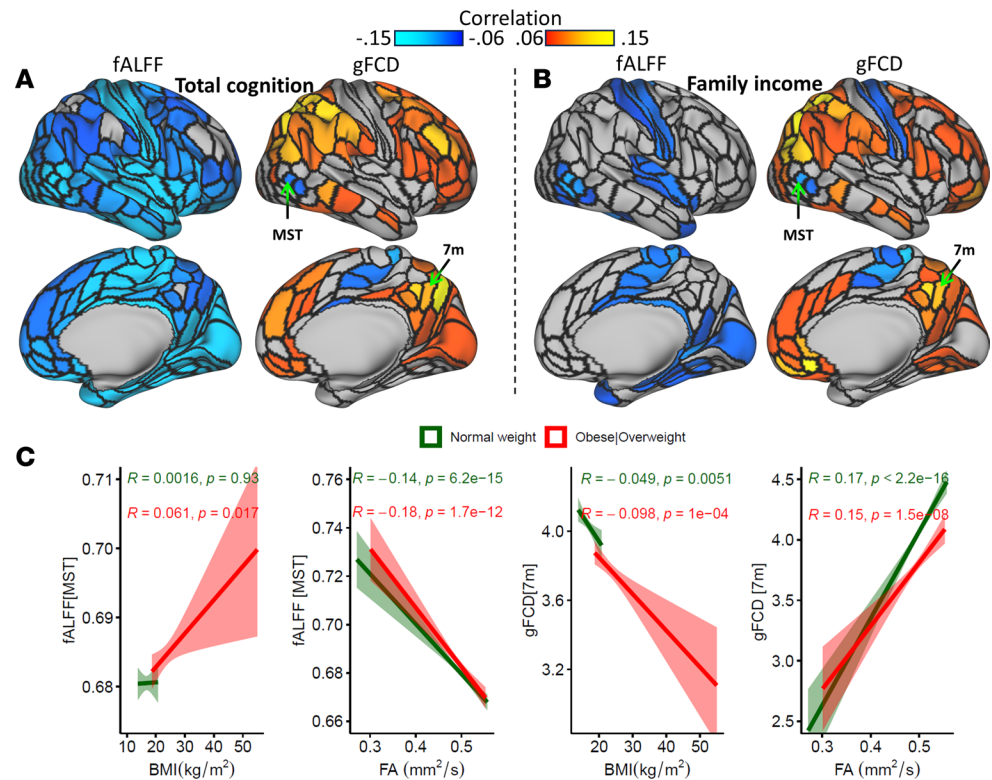 Correlation
-.15 -.06 .06 .15
A fALFF Total cognition gFCD
B fALFF Family income gFCD
MST
MST
7m
7m
Normal weight Obese|Overweight
C
R = 0.0016, p = 0.93
R = 0.061, p = 0.017
fALFF[MST]
0.71
0.70
0.69
0.68
10 20 30 40 50
BMI(kg/m²)
R = −0.14, p = 6.2e−15
R = −0.18, p = 1.7e−12
fALFF [MST]
0.76
0.74
0.72
0.70
0.68
0.66
0.3 0.4 0.5
FA (mm²/s)
R = −0.049, p = 0.0051
R = −0.098, p = 1e−04
gFCD[7m]
4.0
3.6
3.2
20 30 40 50
BMI(kg/m²)
R = 0.17, p < 2.2e−16
R = 0.15, p = 1.5e−08
gFCD [7m]
4.5
4.0
3.5
3.0
2.5
0.3 0.4 0.5
FA (mm²/s)